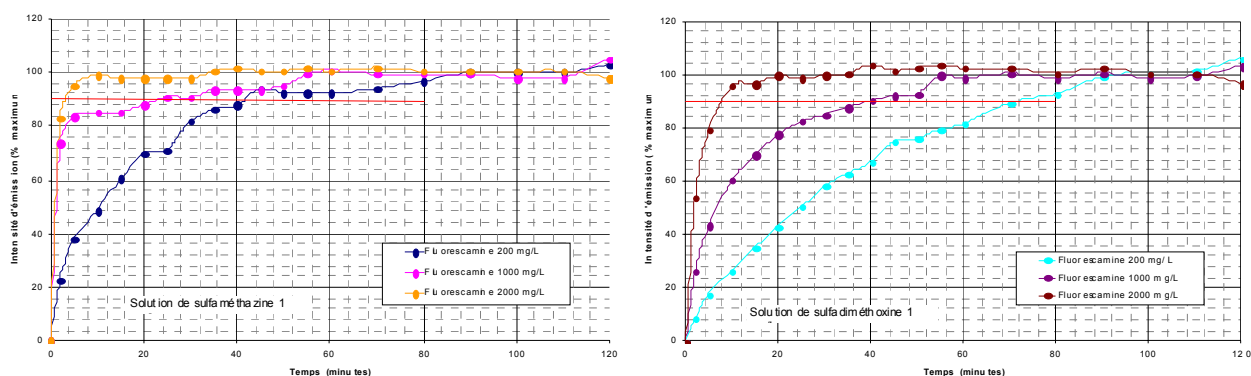 Intensité d'émission (% maximum
120
100
80
60
40
20
0
0 20 40 60 80 100 120
Temps (minutes)
Fluorescamine 200 mg/L
Fluorescamine 1000 mg/L
Fluorescamine 2000 mg/L
Solution de sulfaméthazine 1
Intensité d'émission (% maximum
120
100
80
60
40
20
0
0 20 40 60 80 100 120
Temps (minutes)
Fluorescamine 200 mg/L
Fluorescamine 1000 mg/L
Fluorescamine 2000 mg/L
Solution de sulfadiméthoxine 1